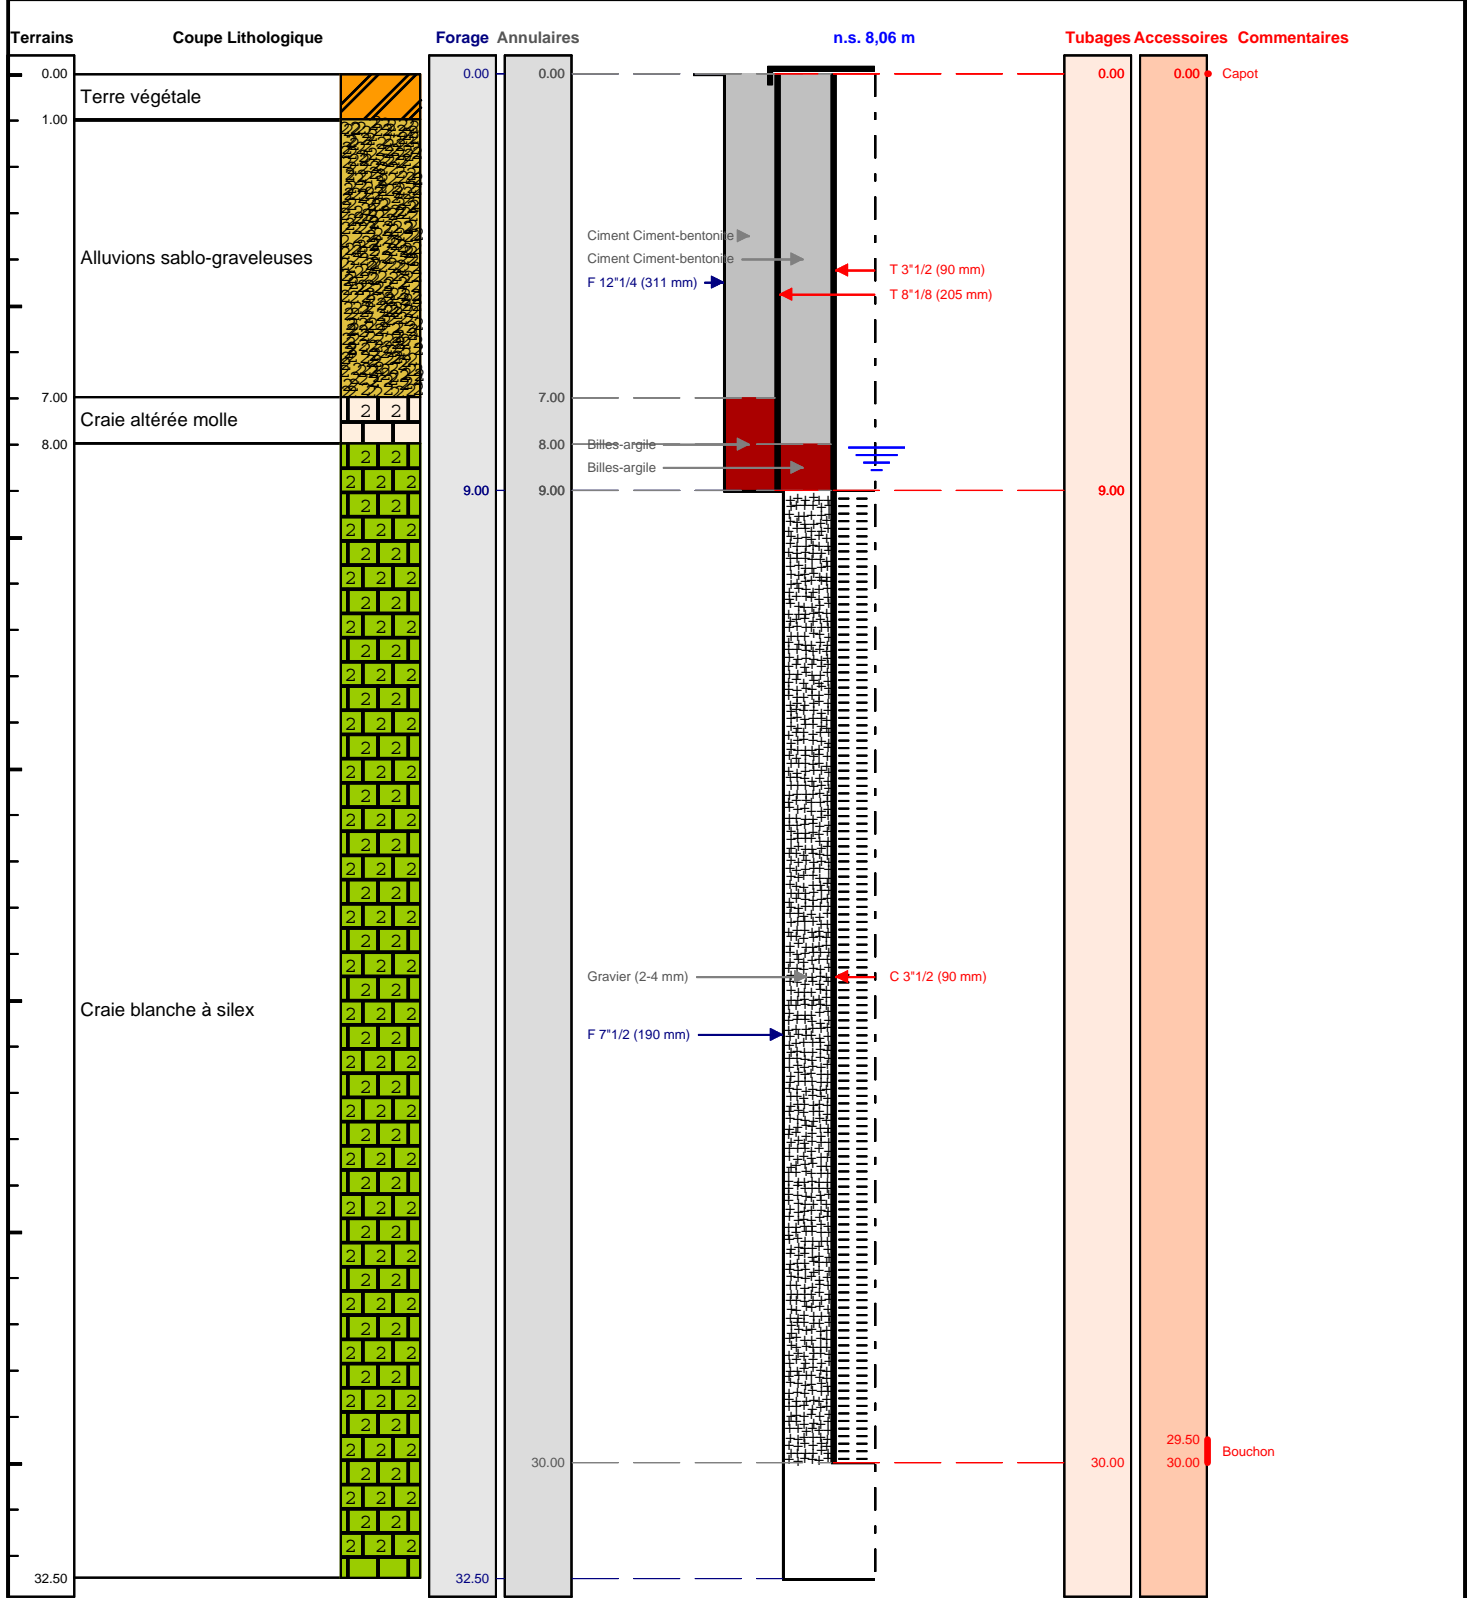 Terrains Coupe Lithologique Forage Annulaires n.s. 8,06 m Tubages Accessoires Commentaires
0.00 0.00 0.00 0.00 0.00 Capot
Terre végétale
1.00
Ciment Ciment-bentonite
Alluvions sablo-graveleuses Ciment Ciment-bentonite
T 3"1/2 (90 mm)
F 12"1/4 (311 mm)
T 8"1/8 (205 mm)
7.00 7.00
Craie altérée molle
8.00 8.00 Billes-argile
Billes-argile
9.00 9.00 9.00
Gravier (2-4 mm) C 3"1/2 (90 mm)
Craie blanche à silex
F 7"1/2 (190 mm)
29.50
Bouchon
30.00 30.00 30.00
32.50 32.50